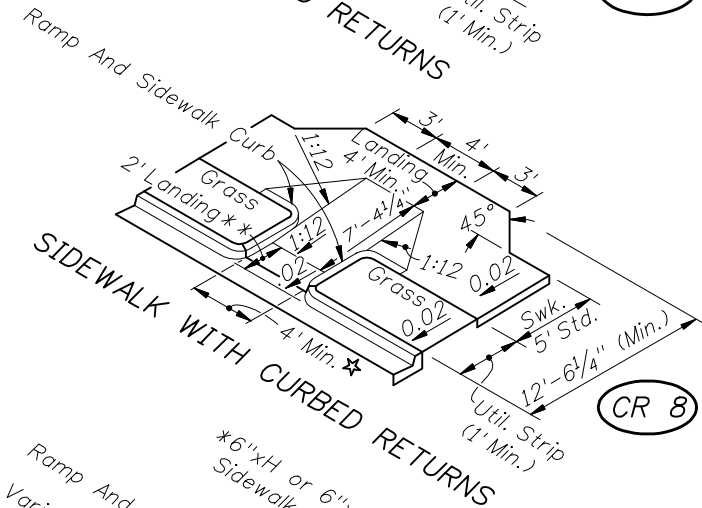 RETURNS
Util. Strip
(1' Min.)
Ramp And Sidewalk Curb
3'
4'
Min.
3'
Landing
4' Min.
1:12
Grass
2' Landing**
1:12
7'-4¼"
45°
.02
1:12
Grass
0.02
0.02
4' Min.☆
Swk.
5' Std.
12'-6¼" (Min.)
Util. Strip
(1' Min.)
CR 8
SIDEWALK WITH CURBED RETURNS
*6"xH or 6"
Sidewalk
Ramp And